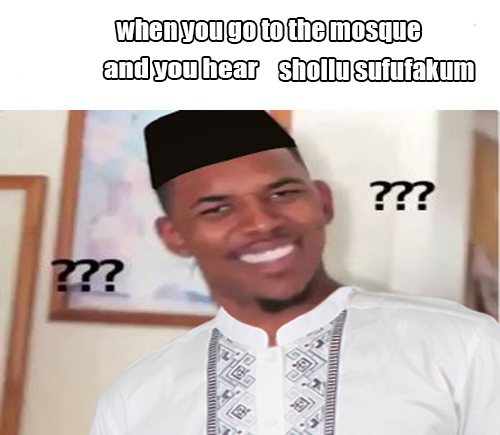 when you go to the mosque
and you hear shollu sufufakum
???
???